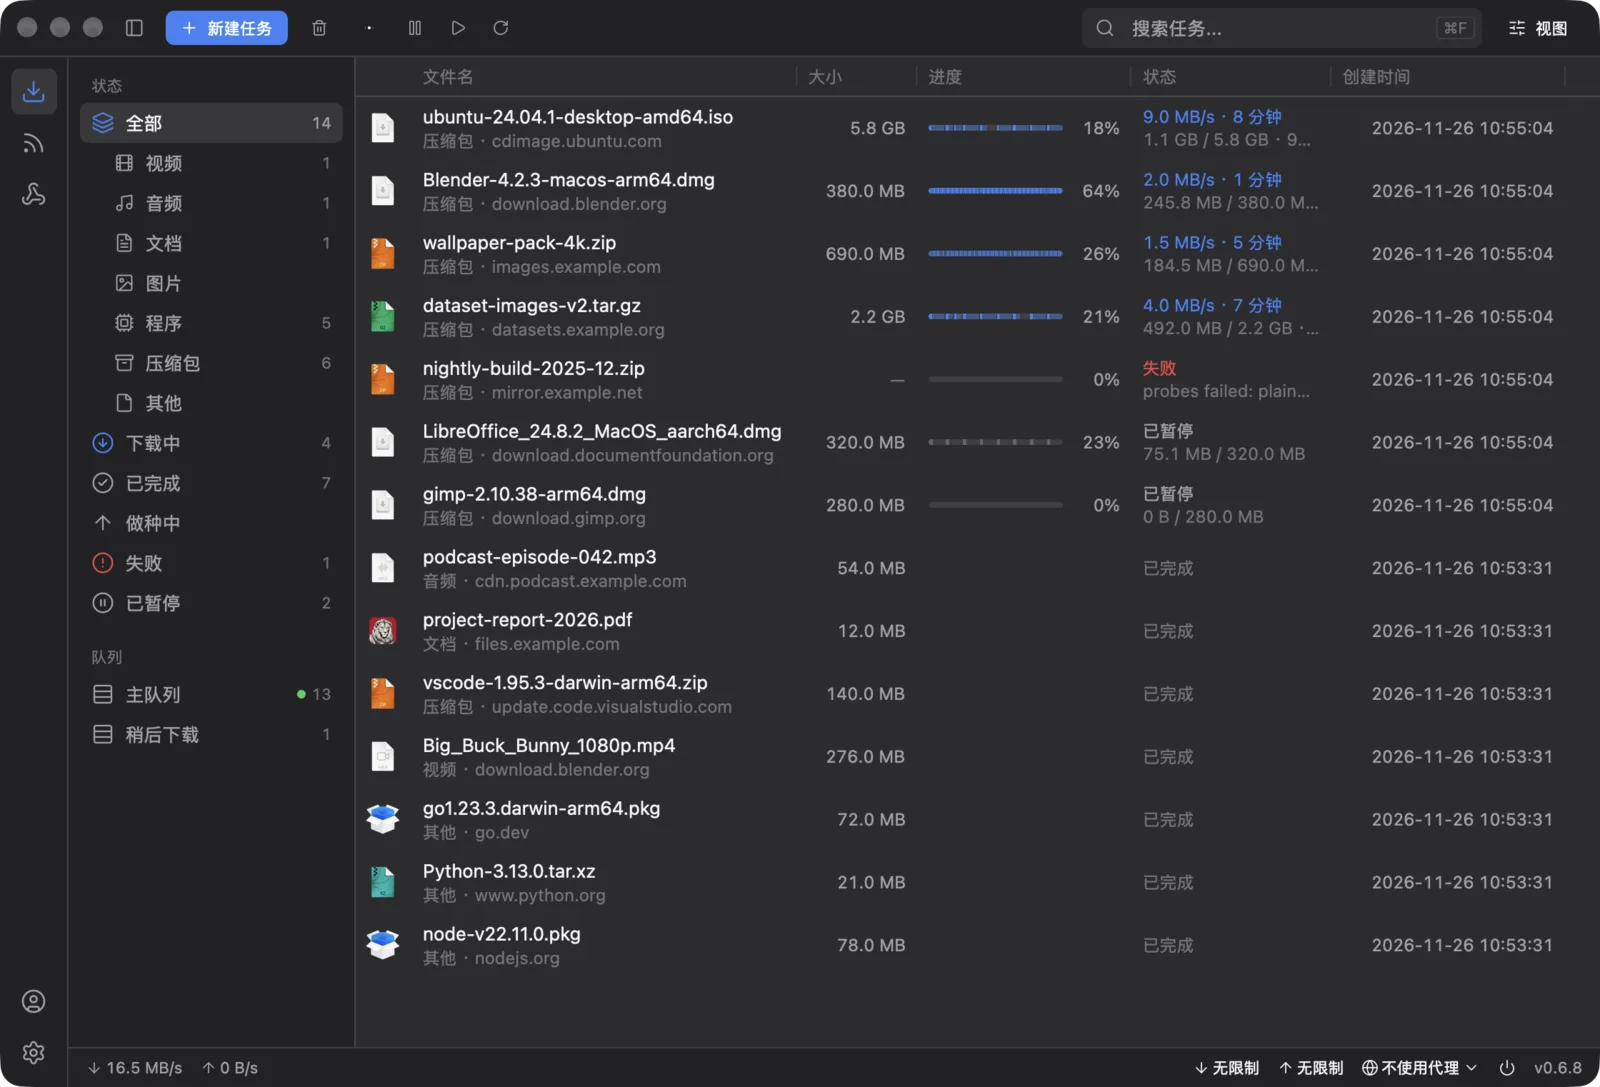 新建任务
搜索任务...
⌘F
视图
状态
全部 14
视频 1
音频 1
文档 1
图片
程序 5
压缩包 6
其他
下载中 4
已完成 7
做种中
失败 1
已暂停 2
队列
主队列 13
稍后下载 1
文件名 大小 进度 状态 创建时间
ubuntu-24.04.1-desktop-amd64.iso
压缩包 · cdimage.ubuntu.com
5.8 GB
18%
9.0 MB/s · 8 分钟
1.1 GB / 5.8 GB · 9...
2026-11-26 10:55:04
Blender-4.2.3-macos-arm64.dmg
压缩包 · download.blender.org
380.0 MB
64%
2.0 MB/s · 1 分钟
245.8 MB / 380.0 M...
2026-11-26 10:55:04
wallpaper-pack-4k.zip
压缩包 · images.example.com
690.0 MB
26%
1.5 MB/s · 5 分钟
184.5 MB / 690.0 M...
2026-11-26 10:55:04
dataset-images-v2.tar.gz
压缩包 · datasets.example.org
2.2 GB
21%
4.0 MB/s · 7 分钟
492.0 MB / 2.2 GB ·...
2026-11-26 10:55:04
nightly-build-2025-12.zip
压缩包 · mirror.example.net
—
0%
失败
probes failed: plain...
2026-11-26 10:55:04
LibreOffice_24.8.2_MacOS_aarch64.dmg
压缩包 · download.documentfoundation.org
320.0 MB
23%
已暂停
75.1 MB / 320.0 MB
2026-11-26 10:55:04
gimp-2.10.38-arm64.dmg
压缩包 · download.gimp.org
280.0 MB
0%
已暂停
0 B / 280.0 MB
2026-11-26 10:55:04
podcast-episode-042.mp3
音频 · cdn.podcast.example.com
54.0 MB
已完成
2026-11-26 10:53:31
project-report-2026.pdf
文档 · files.example.com
12.0 MB
已完成
2026-11-26 10:53:31
vscode-1.95.3-darwin-arm64.zip
压缩包 · update.code.visualstudio.com
140.0 MB
已完成
2026-11-26 10:53:31
Big_Buck_Bunny_1080p.mp4
视频 · download.blender.org
276.0 MB
已完成
2026-11-26 10:53:31
go1.23.3.darwin-arm64.pkg
其他 · go.dev
72.0 MB
已完成
2026-11-26 10:53:31
Python-3.13.0.tar.xz
其他 · www.python.org
21.0 MB
已完成
2026-11-26 10:53:31
node-v22.11.0.pkg
其他 · nodejs.org
78.0 MB
已完成
2026-11-26 10:53:31
↓ 16.5 MB/s ↑ 0 B/s
↓ 无限制 ↑ 无限制 不使用代理 v0.6.8